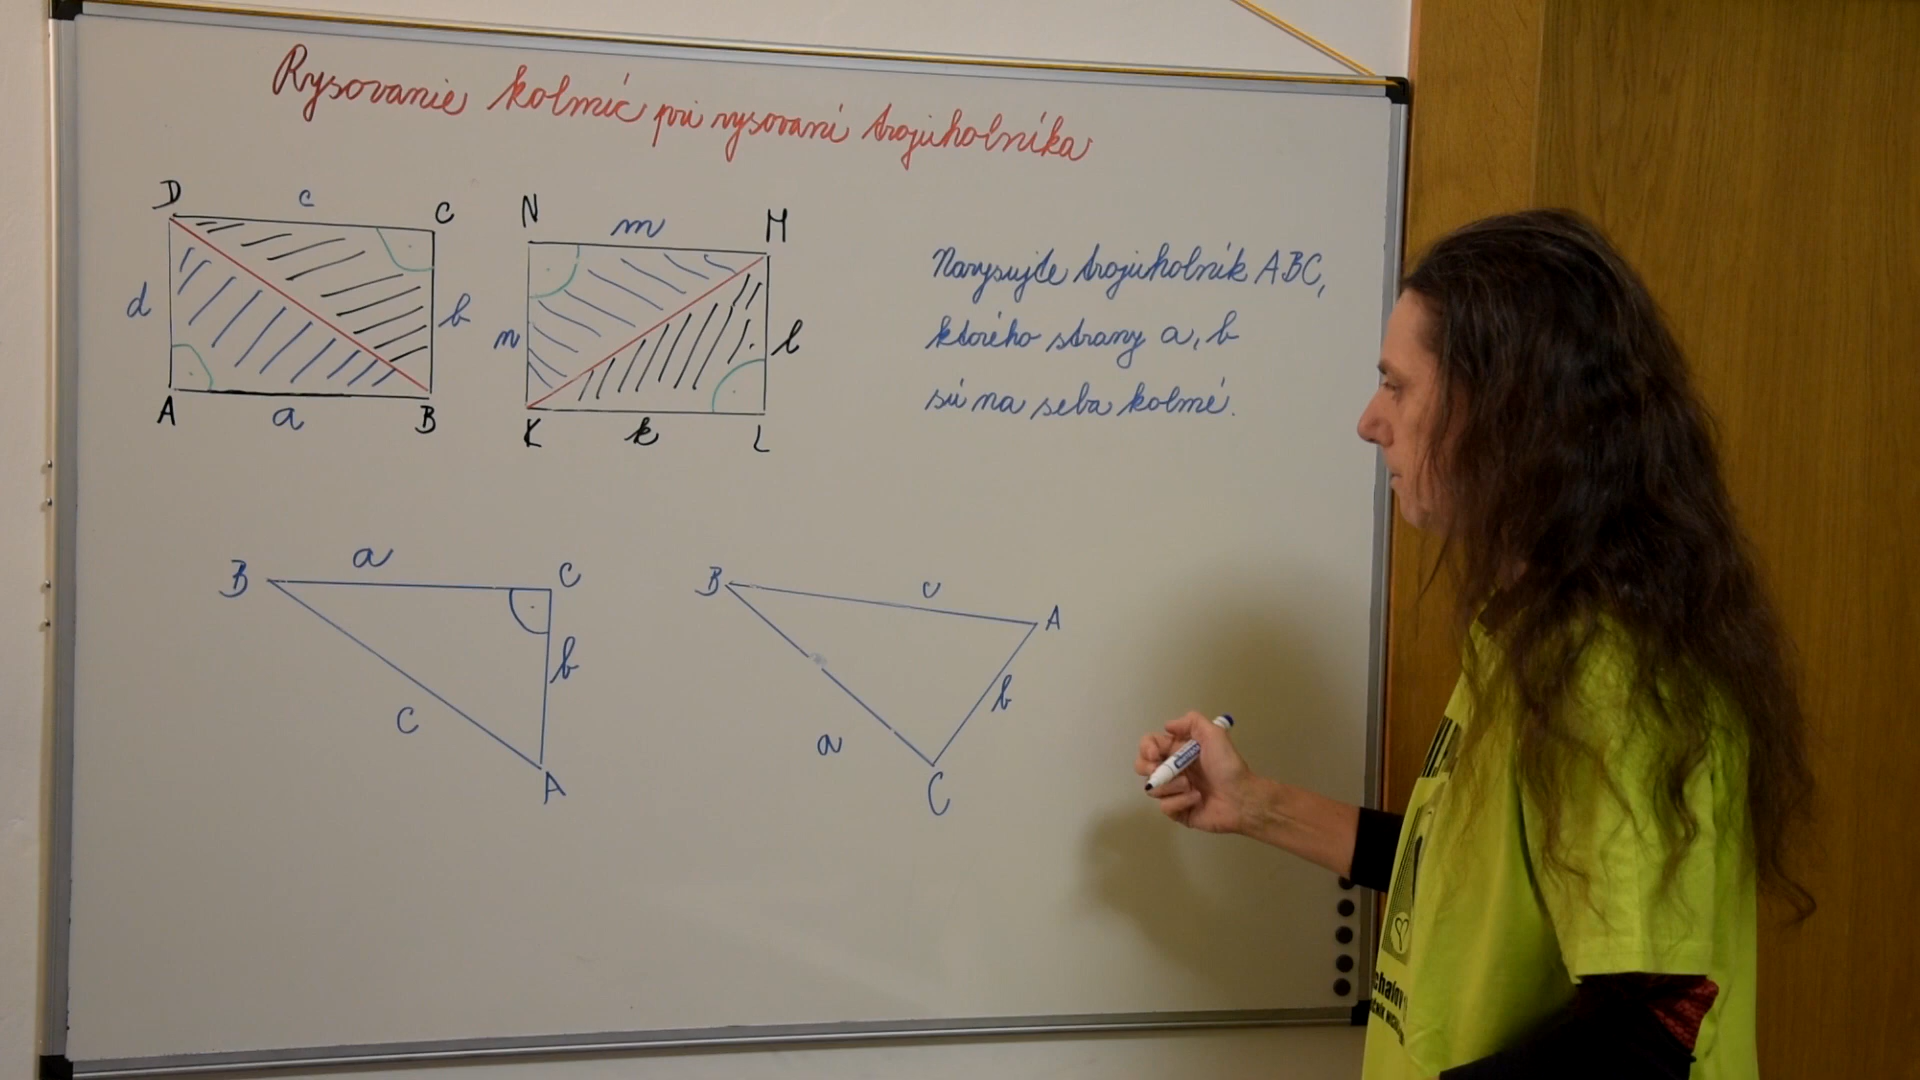 Rysovanie kolmíc pri rysovaní trojuholníka
D c C
d b
A a B
N m M
n l
K k L
Narysujte trojuholník ABC,
ktorého strany a, b
sú na seba kolmé.
B a C
b
c
A
B c A
b
a
C